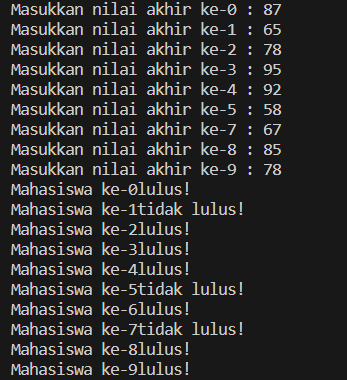 Masukkan nilai akhir ke-0 : 87
Masukkan nilai akhir ke-1 : 65
Masukkan nilai akhir ke-2 : 78
Masukkan nilai akhir ke-3 : 95
Masukkan nilai akhir ke-4 : 92
Masukkan nilai akhir ke-5 : 58
Masukkan nilai akhir ke-7 : 67
Masukkan nilai akhir ke-8 : 85
Masukkan nilai akhir ke-9 : 78
Mahasiswa ke-0lulus!
Mahasiswa ke-1tidak lulus!
Mahasiswa ke-2lulus!
Mahasiswa ke-3lulus!
Mahasiswa ke-4lulus!
Mahasiswa ke-5tidak lulus!
Mahasiswa ke-6lulus!
Mahasiswa ke-7tidak lulus!
Mahasiswa ke-8lulus!
Mahasiswa ke-9lulus!